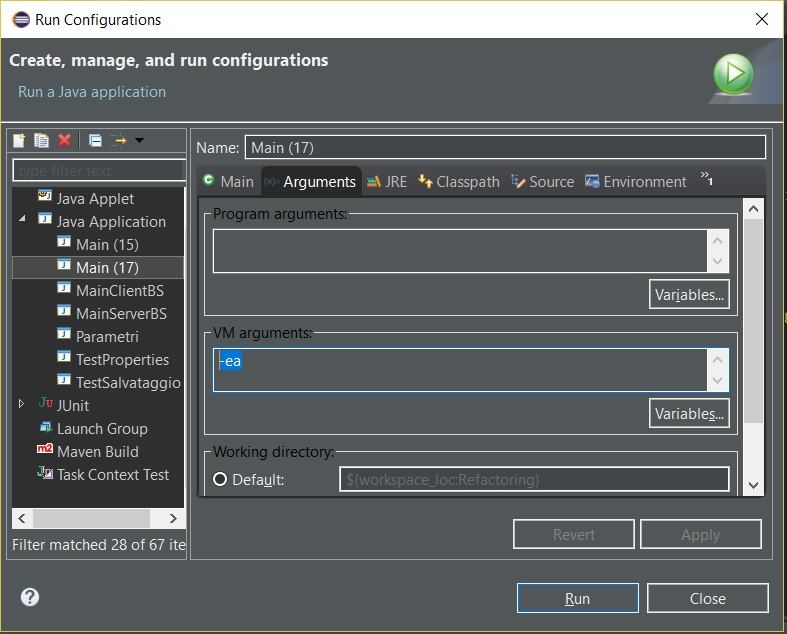 Run Configurations
Create, manage, and run configurations
Run a Java application
type filter text
Java Applet
Java Application
Main (15)
Main (17)
MainClientBS
MainServerBS
Parametri
TestProperties
TestSalvataggio
JUnit
Launch Group
Maven Build
Task Context Test
Filter matched 28 of 67 ite
Name: Main (17)
Main Arguments JRE Classpath Source Environment »1
Program arguments:
Variables...
VM arguments:
-ea
Variables...
Working directory:
Default: ${workspace_loc:Refactoring}
Revert Apply
Run Close